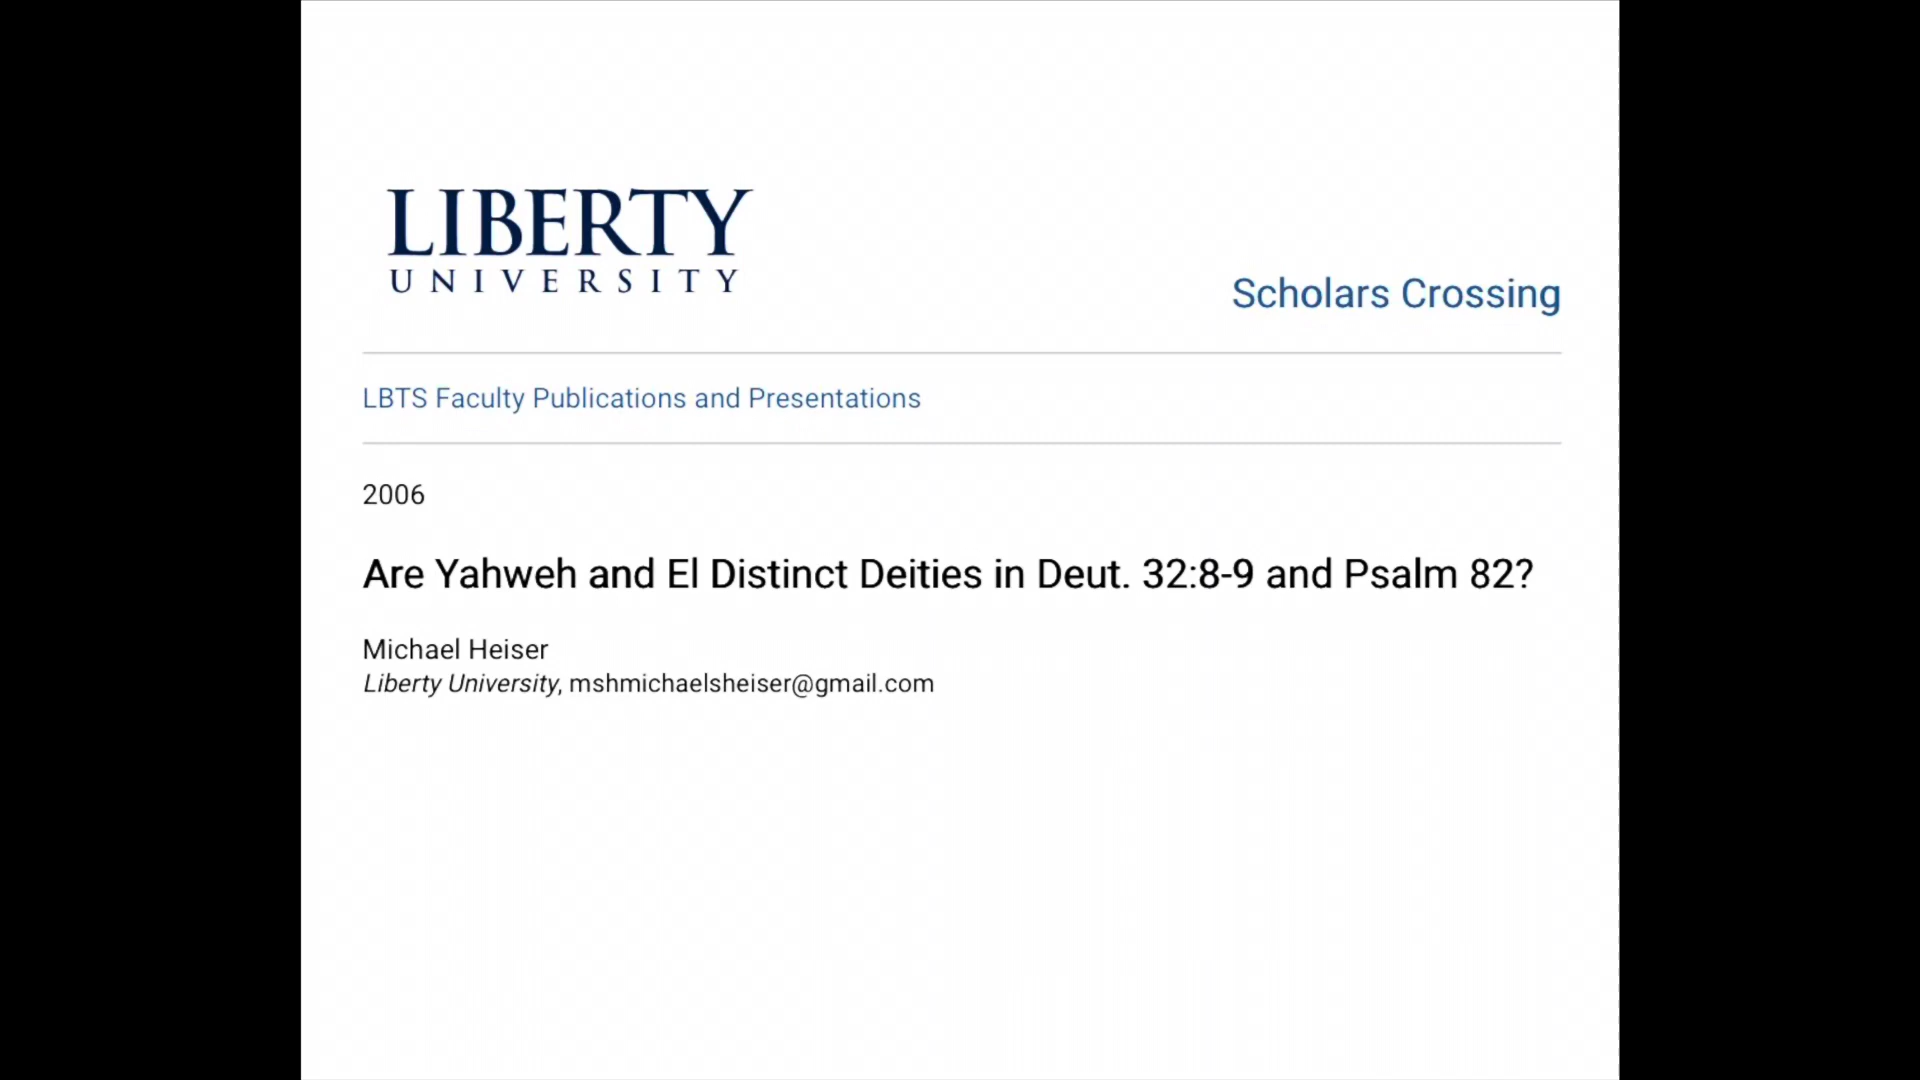 LIBERTY
UNIVERSITY
Scholars Crossing
LBTS Faculty Publications and Presentations
2006
Are Yahweh and El Distinct Deities in Deut. 32:8-9 and Psalm 82?
Michael Heiser
Liberty University, mshmichaelsheiser@gmail.com